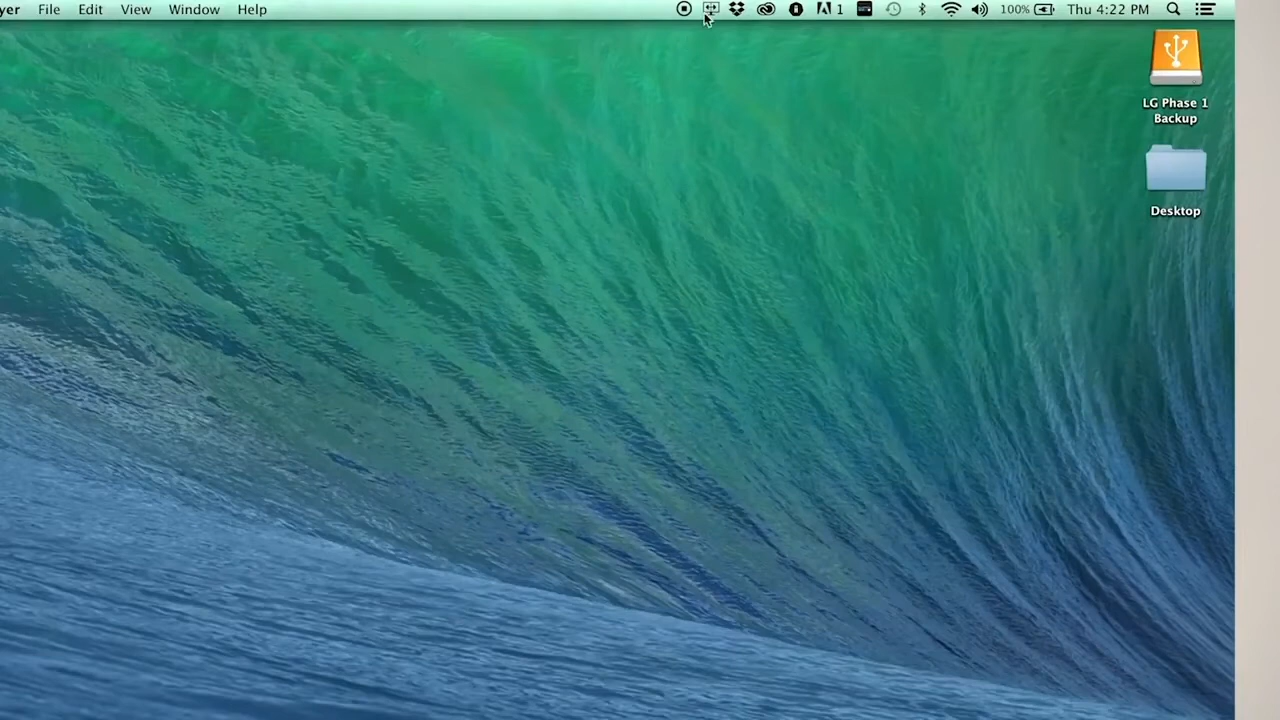 yer File Edit View Window Help 1 100% Thu 4:22 PM
LG Phase 1
Backup
Desktop